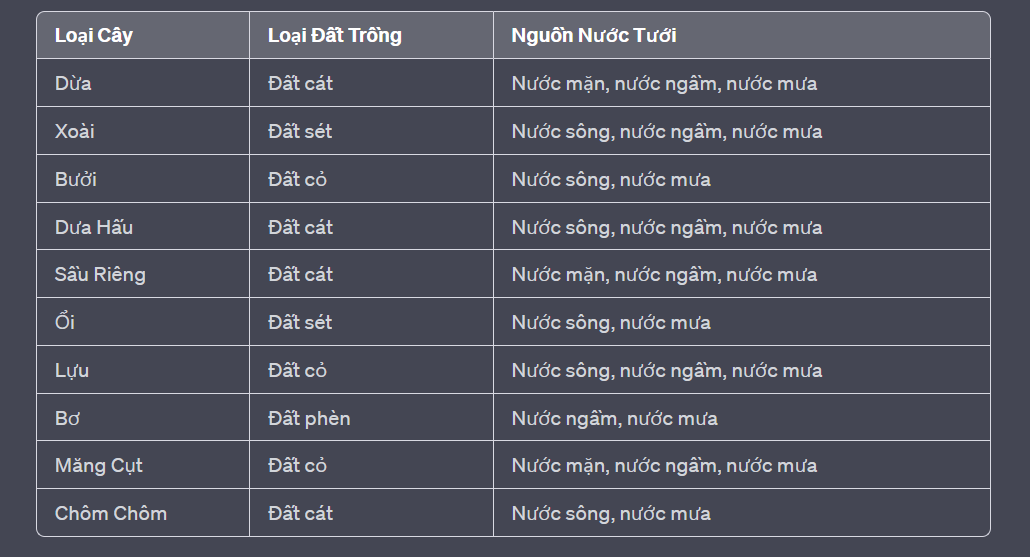 Loại Cây Loại Đất Trồng Nguồn Nước Tưới
Dừa Đất cát Nước mặn, nước ngầm, nước mưa
Xoài Đất sét Nước sông, nước ngầm, nước mưa
Bưởi Đất cỏ Nước sông, nước mưa
Dưa Hấu Đất cát Nước sông, nước ngầm, nước mưa
Sầu Riêng Đất cát Nước mặn, nước ngầm, nước mưa
Ổi Đất sét Nước sông, nước mưa
Lựu Đất cỏ Nước sông, nước ngầm, nước mưa
Bơ Đất phèn Nước ngầm, nước mưa
Măng Cụt Đất cỏ Nước mặn, nước ngầm, nước mưa
Chôm Chôm Đất cát Nước sông, nước mưa